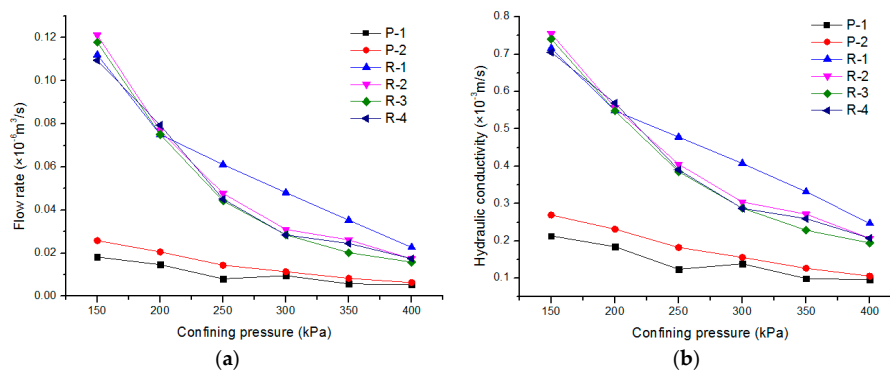 Flow rate (×10⁻⁶m³/s)
0.12
0.10
0.08
0.06
0.04
0.02
0.00
P-1
P-2
R-1
R-2
R-3
R-4
150 200 250 300 350 400
Confining pressure (kPa)
(a)
Hydraulic conductivity (×10⁻³m/s)
0.8
0.7
0.6
0.5
0.4
0.3
0.2
0.1
P-1
P-2
R-1
R-2
R-3
R-4
150 200 250 300 350 400
Confining pressure (kPa)
(b)